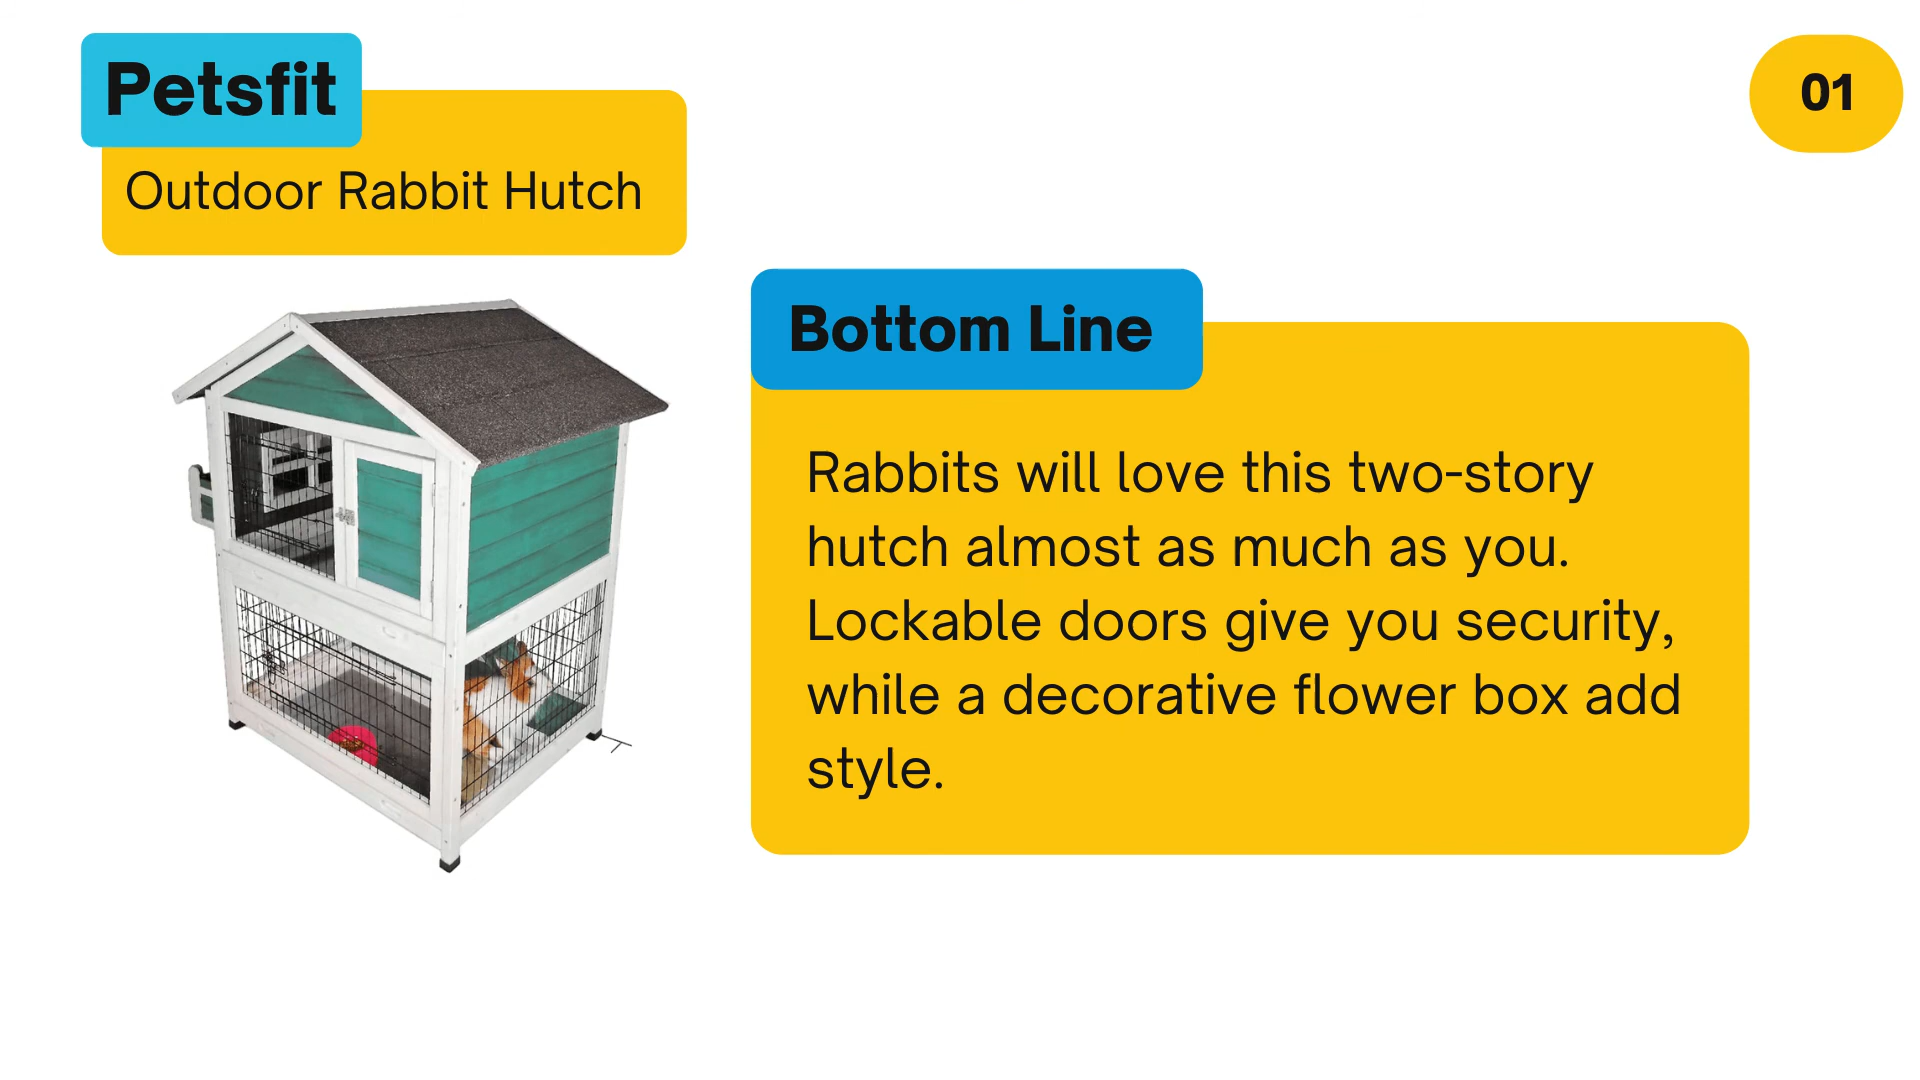 Petsfit
Outdoor Rabbit Hutch
01
Bottom Line
Rabbits will love this two-story
hutch almost as much as you.
Lockable doors give you security,
while a decorative flower box add
style.